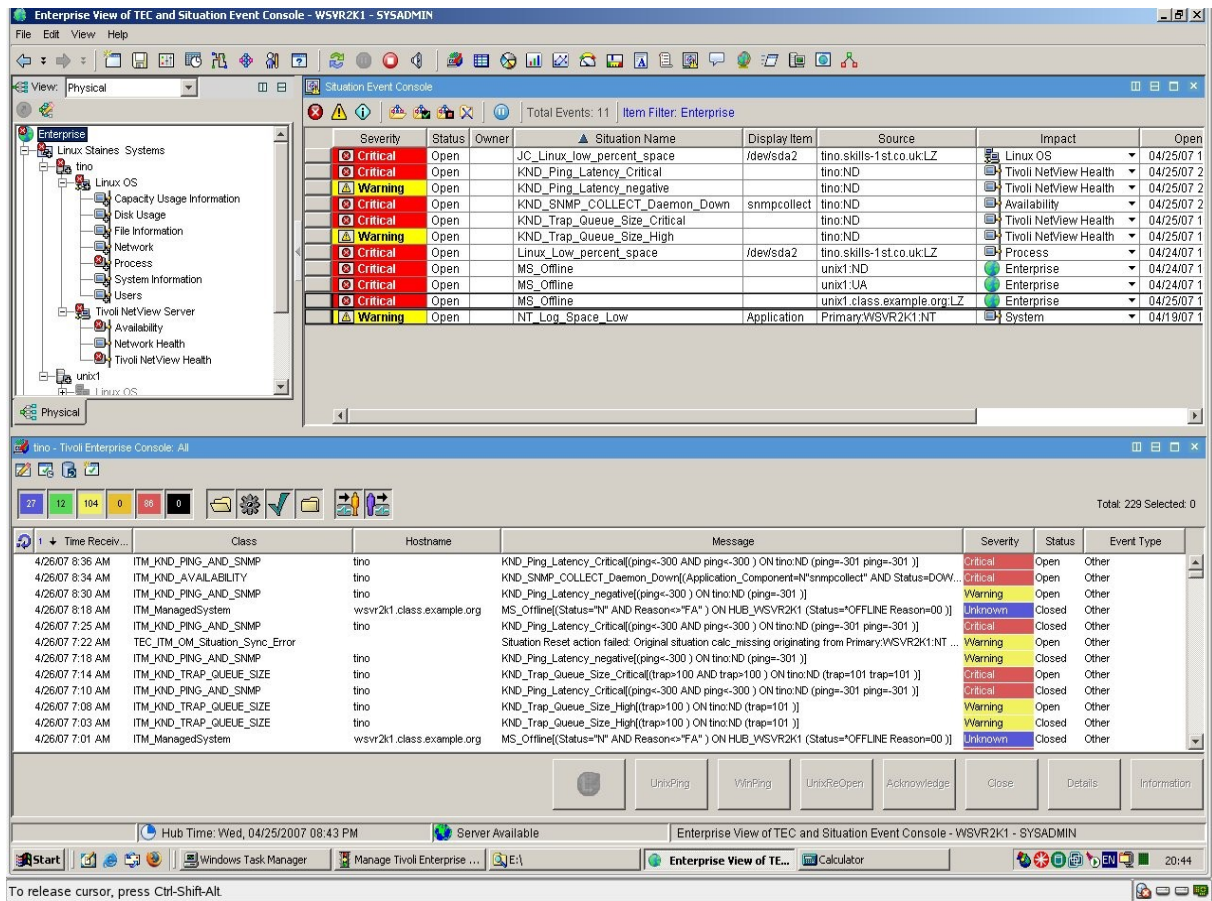 Enterprise View of TEC and Situation Event Console - WSVR2K1 - SYSADMIN
File Edit View Help
View: Physical
Enterprise
Linux Staines Systems
tino
Linux OS
Capacity Usage Information
Disk Usage
File Information
Network
Process
System Information
Users
Tivoli NetView Server
Availability
Network Health
Tivoli NetView Health
unix1
Linux OS
Physical
Situation Event Console
Total Events: 11 Item Filter: Enterprise
Severity Status Owner Situation Name Display Item Source Impact Open
Critical Open JC_Linux_low_percent_space /dev/sda2 tino.skills-1st.co.uk:LZ Linux OS 04/25/07 1
Critical Open KND_Ping_Latency_Critical tino:ND Tivoli NetView Health 04/25/07 2
Warning Open KND_Ping_Latency_negative tino:ND Tivoli NetView Health 04/25/07 2
Critical Open KND_SNMP_COLLECT_Daemon_Down snmpcollect tino:ND Availability 04/25/07 2
Critical Open KND_Trap_Queue_Size_Critical tino:ND Tivoli NetView Health 04/25/07 1
Warning Open KND_Trap_Queue_Size_High tino:ND Tivoli NetView Health 04/25/07 1
Critical Open Linux_Low_percent_space /dev/sda2 tino.skills-1st.co.uk:LZ Process 04/24/07 1
Critical Open MS_Offline unix1:ND Enterprise 04/24/07 1
Critical Open MS_Offline unix1:UA Enterprise 04/24/07 1
Critical Open MS_Offline unix1.class.example.org:LZ Enterprise 04/25/07 1
Warning Open NT_Log_Space_Low Application Primary:WSVR2K1:NT System 04/19/07 1
tino - Tivoli Enterprise Console: All
27 12 104 0 86 0
Total: 229 Selected: 0
1 Time Receiv... Class Hostname Message Severity Status Event Type
4/26/07 8:36 AM ITM_KND_PING_AND_SNMP tino KND_Ping_Latency_Critical[(ping<-300 AND ping<-300 ) ON tino:ND (ping=-301 ping=-301 )] Critical Open Other
4/26/07 8:34 AM ITM_KND_AVAILABILITY tino KND_SNMP_COLLECT_Daemon_Down[(Application_Component=N"snmpcollect" AND Status=DOW... Critical Open Other
4/26/07 8:30 AM ITM_KND_PING_AND_SNMP tino KND_Ping_Latency_negative[(ping<-300 ) ON tino:ND (ping=-301 )] Warning Open Other
4/26/07 8:18 AM ITM_ManagedSystem wsvr2k1.class.example.org MS_Offline[(Status="N" AND Reason<>"FA" ) ON HUB_WSVR2K1 (Status=*OFFLINE Reason=00 )] Unknown Closed Other
4/26/07 7:25 AM ITM_KND_PING_AND_SNMP tino KND_Ping_Latency_Critical[(ping<-300 AND ping<-300 ) ON tino:ND (ping=-301 ping=-301 )] Critical Closed Other
4/26/07 7:22 AM TEC_ITM_OM_Situation_Sync_Error Situation Reset action failed: Original situation calc_missing originating from Primary:WSVR2K1:NT ... Warning Open Other
4/26/07 7:18 AM ITM_KND_PING_AND_SNMP tino KND_Ping_Latency_negative[(ping<-300 ) ON tino:ND (ping=-301 )] Warning Closed Other
4/26/07 7:14 AM ITM_KND_TRAP_QUEUE_SIZE tino KND_Trap_Queue_Size_Critical[(trap>100 AND trap>100 ) ON tino:ND (trap=101 trap=101 )] Critical Open Other
4/26/07 7:10 AM ITM_KND_PING_AND_SNMP tino KND_Ping_Latency_Critical[(ping<-300 AND ping<-300 ) ON tino:ND (ping=-301 ping=-301 )] Critical Closed Other
4/26/07 7:08 AM ITM_KND_TRAP_QUEUE_SIZE tino KND_Trap_Queue_Size_High[(trap>100 ) ON tino:ND (trap=101 )] Warning Open Other
4/26/07 7:03 AM ITM_KND_TRAP_QUEUE_SIZE tino KND_Trap_Queue_Size_High[(trap>100 ) ON tino:ND (trap=101 )] Warning Closed Other
4/26/07 7:01 AM ITM_ManagedSystem wsvr2k1.class.example.org MS_Offline[(Status="N" AND Reason<>"FA" ) ON HUB_WSVR2K1 (Status=*OFFLINE Reason=00 )] Unknown Closed Other
UnixPing WinPing UnixReOpen Acknowledge Close Details Information
Hub Time: Wed, 04/25/2007 08:43 PM Server Available Enterprise View of TEC and Situation Event Console - WSVR2K1 - SYSADMIN
Start Windows Task Manager Manage Tivoli Enterprise ... E:\ Enterprise View of TE... Calculator EN 20:44
To release cursor, press Ctrl-Shift-Alt.